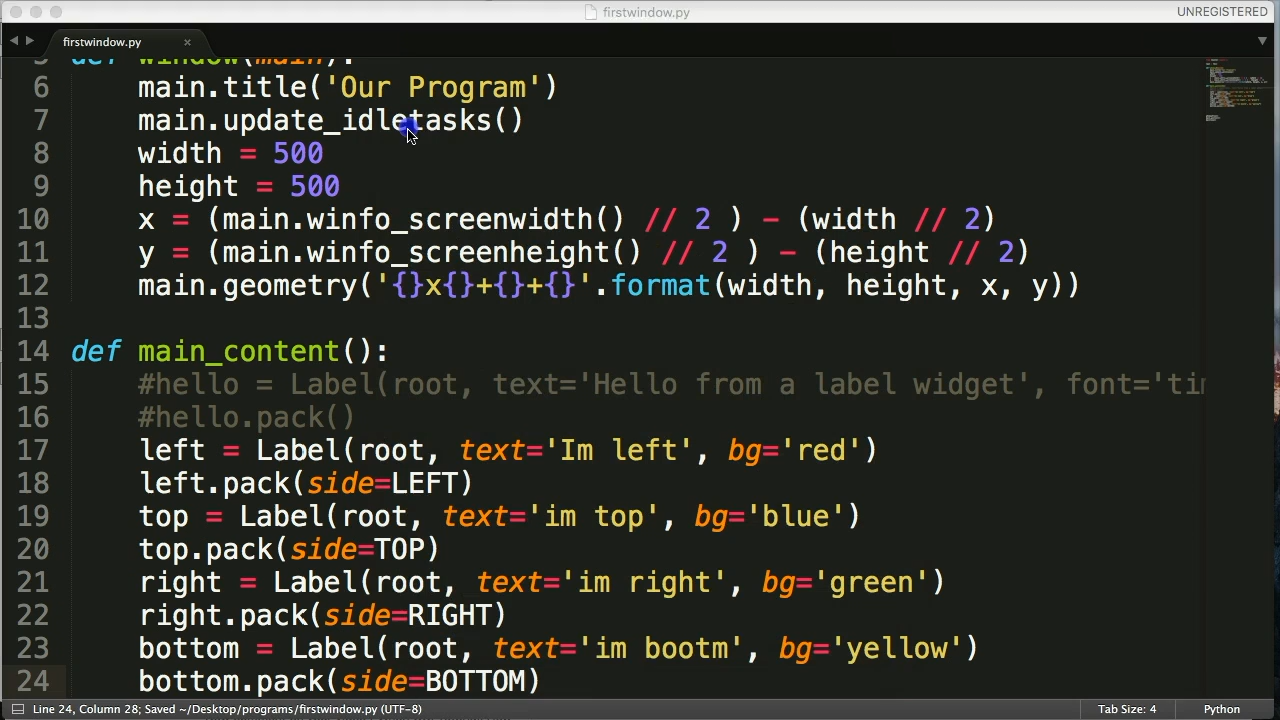 firstwindow.py
UNREGISTERED
firstwindow.py ×
5 def window(main):
6 main.title('Our Program')
7 main.update_idletasks()
8 width = 500
9 height = 500
10 x = (main.winfo_screenwidth() // 2 ) - (width // 2)
11 y = (main.winfo_screenheight() // 2 ) - (height // 2)
12 main.geometry('{}x{}+{}+{}'.format(width, height, x, y))
13
14 def main_content():
15 #hello = Label(root, text='Hello from a label widget', font='tim
16 #hello.pack()
17 left = Label(root, text='Im left', bg='red')
18 left.pack(side=LEFT)
19 top = Label(root, text='im top', bg='blue')
20 top.pack(side=TOP)
21 right = Label(root, text='im right', bg='green')
22 right.pack(side=RIGHT)
23 bottom = Label(root, text='im bootm', bg='yellow')
24 bottom.pack(side=BOTTOM)
Line 24, Column 28; Saved ~/Desktop/programs/firstwindow.py (UTF-8)
Tab Size: 4
Python